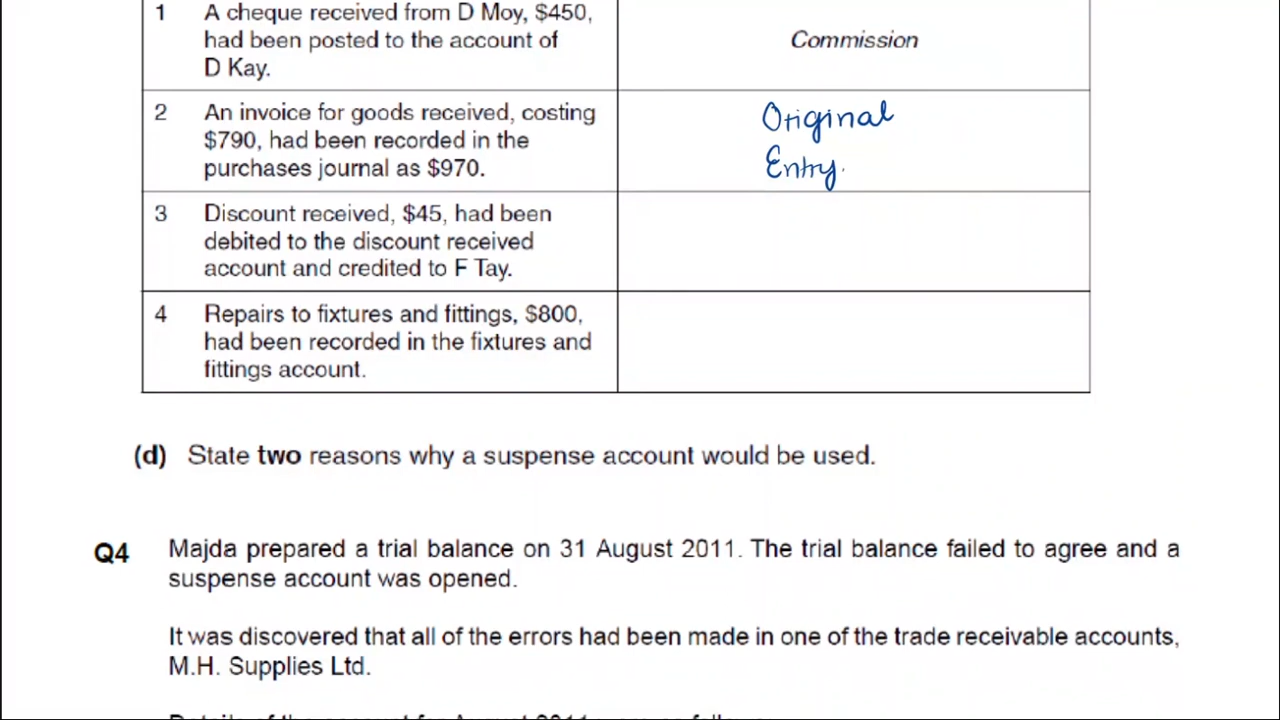 1 A cheque received from D Moy, $450,
had been posted to the account of
D Kay.
Commission
2 An invoice for goods received, costing
$790, had been recorded in the
purchases journal as $970.
Original
Entry.
3 Discount received, $45, had been
debited to the discount received
account and credited to F Tay.
4 Repairs to fixtures and fittings, $800,
had been recorded in the fixtures and
fittings account.
(d) State two reasons why a suspense account would be used.
Q4 Majda prepared a trial balance on 31 August 2011. The trial balance failed to agree and a
suspense account was opened.
It was discovered that all of the errors had been made in one of the trade receivable accounts,
M.H. Supplies Ltd.